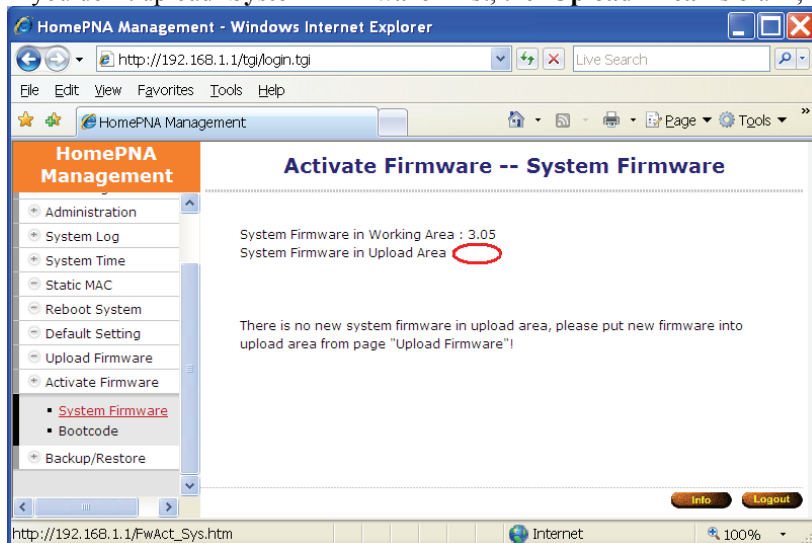 HomePNA Management - Windows Internet Explorer
http://192.168.1.1/tgi/login.tgi
Live Search
File Edit View Favorites Tools Help
HomePNA Management
Page Tools »
HomePNA
Management
Activate Firmware -- System Firmware
Administration
System Log
System Time
Static MAC
Reboot System
Default Setting
Upload Firmware
Activate Firmware
System Firmware
Bootcode
Backup/Restore
System Firmware in Working Area : 3.05
System Firmware in Upload Area
There is no new system firmware in upload area, please put new firmware into
upload area from page "Upload Firmware"!
Info Logout
http://192.168.1.1/FwAct_Sys.htm
Internet
100%